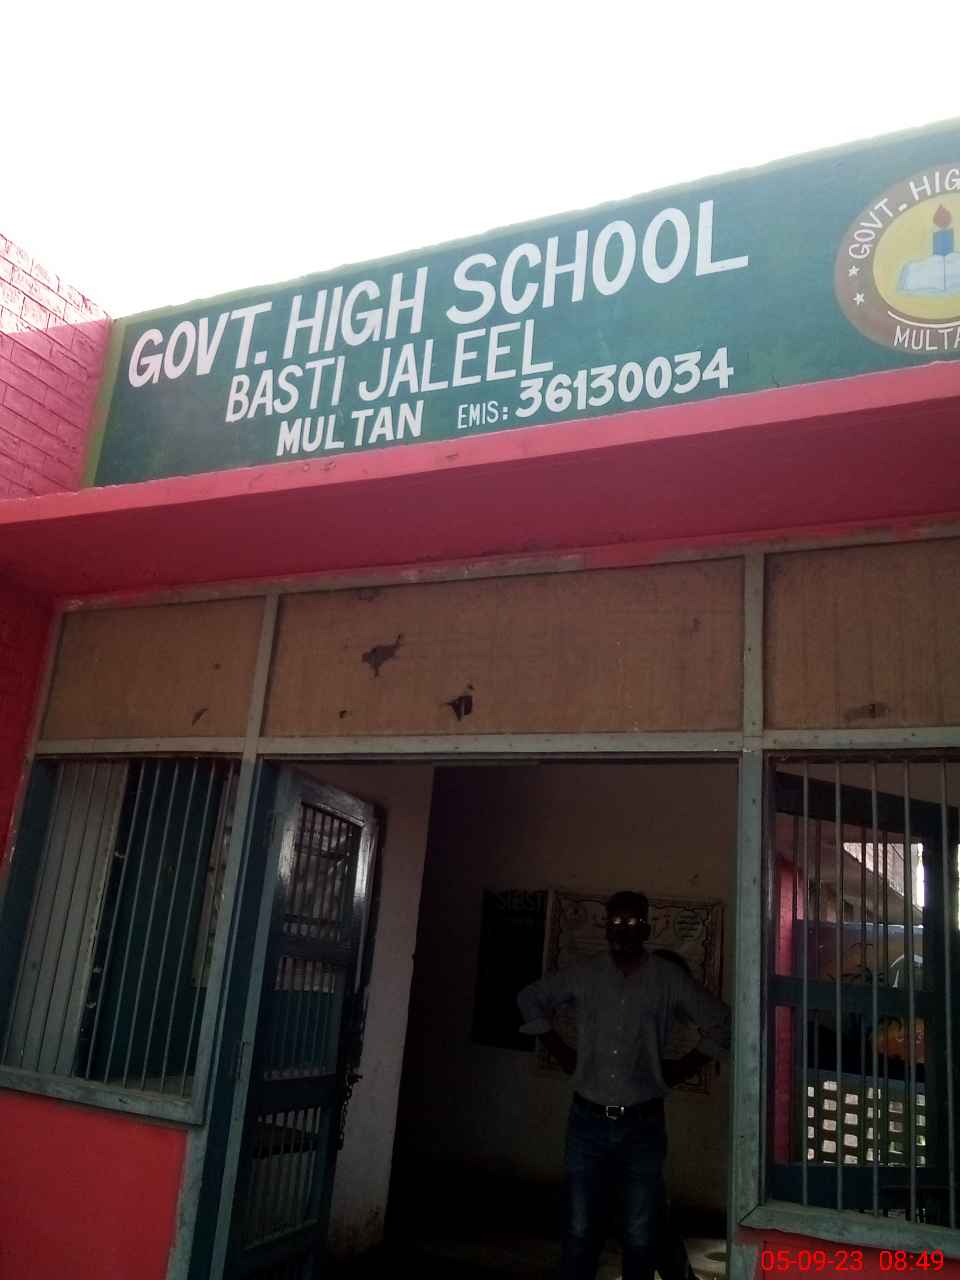 GOVT. HIGH SCHOOL
BASTI JALEEL
MULTAN EMIS: 36130034
GOVT. HIG
MULTA
05-09-23 08:49